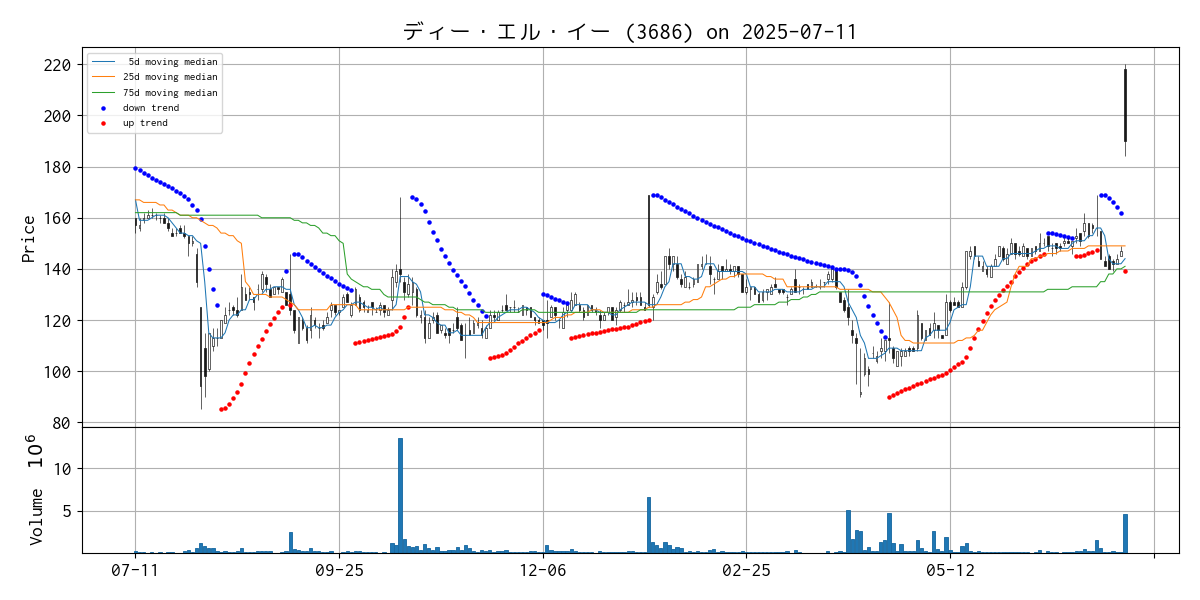 ディー・エル・イー (3686) on 2025-07-11
5d moving median
25d moving median
75d moving median
down trend
up trend
220
200
180
160
140
120
100
80
Price
10
5
Volume 10⁶
07-11 09-25 12-06 02-25 05-12